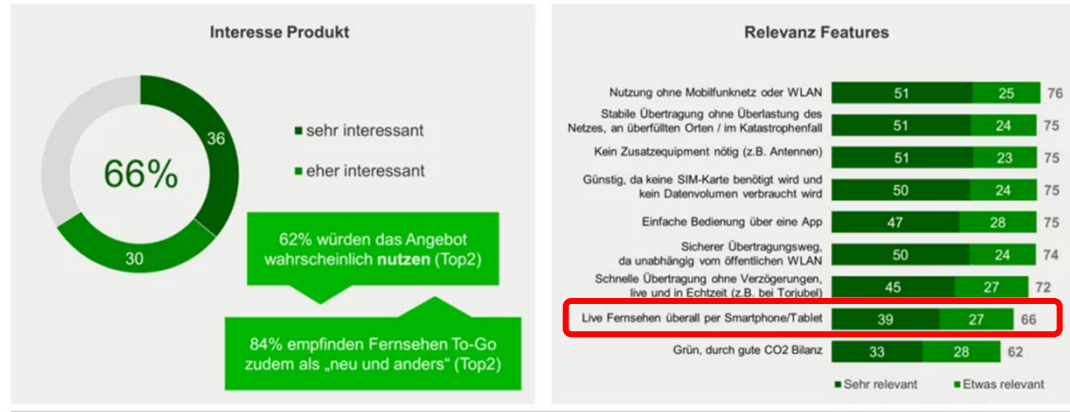 Interesse Produkt
36
66%
30
sehr interessant
eher interessant
62% würden das Angebot
wahrscheinlich nutzen (Top2)
84% empfinden Fernsehen To-Go
zudem als „neu und anders“ (Top2)
Relevanz Features
Nutzung ohne Mobilfunknetz oder WLAN 51 25 76
Stabile Übertragung ohne Überlastung des
Netzes, an überfüllten Orten / im Katastrophenfall 51 24 75
Kein Zusatzequipment nötig (z.B. Antennen) 51 23 75
Günstig, da keine SIM-Karte benötigt wird und
kein Datenvolumen verbraucht wird 50 24 75
Einfache Bedienung über eine App 47 28 75
Sicherer Übertragungsweg,
da unabhängig vom öffentlichen WLAN 50 24 74
Schnelle Übertragung ohne Verzögerungen,
live und in Echtzeit (z.B. bei Torjubel) 45 27 72
Live Fernsehen überall per Smartphone/Tablet 39 27 66
Grün, durch gute CO2 Bilanz 33 28 62
Sehr relevant Etwas relevant